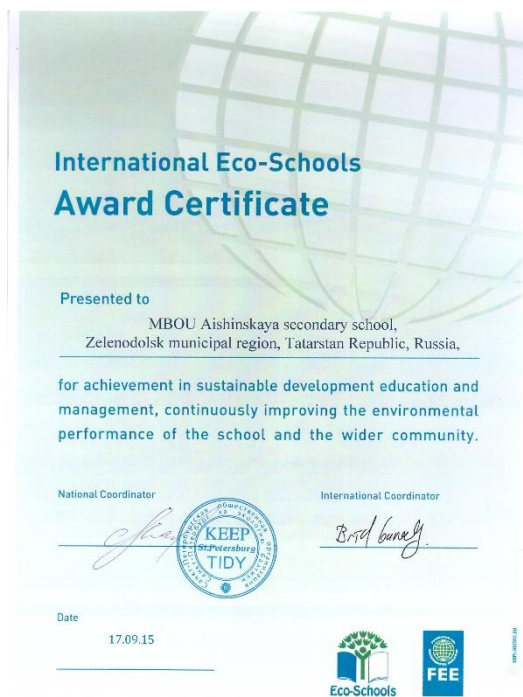 International Eco-Schools
Award Certificate
Presented to
MBOU Aishinskaya secondary school,
Zelenodolsk municipal region, Tatarstan Republic, Russia,
for achievement in sustainable development education and
management, continuously improving the environmental
performance of the school and the wider community.
National Coordinator
International Coordinator
KEEP
St.Petersburg
TIDY
Date
17.09.15
Eco-Schools
FEE